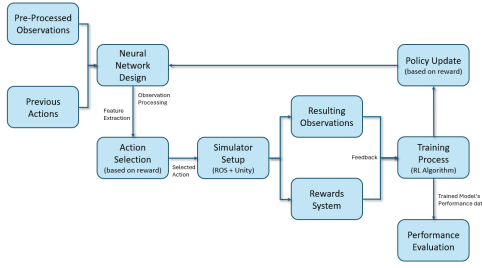 Pre-Processed
Observations
Previous
Actions
Neural
Network
Design
Feature
Extraction
Observation
Processing
Action
Selection
(based on reward)
Selected
Action
Simulator
Setup
(ROS + Unity)
Resulting
Observations
Rewards
System
Feedback
Policy Update
(based on reward)
Training
Process
(RL Algorithm)
Trained Model's
Performance dat
Performance
Evaluation